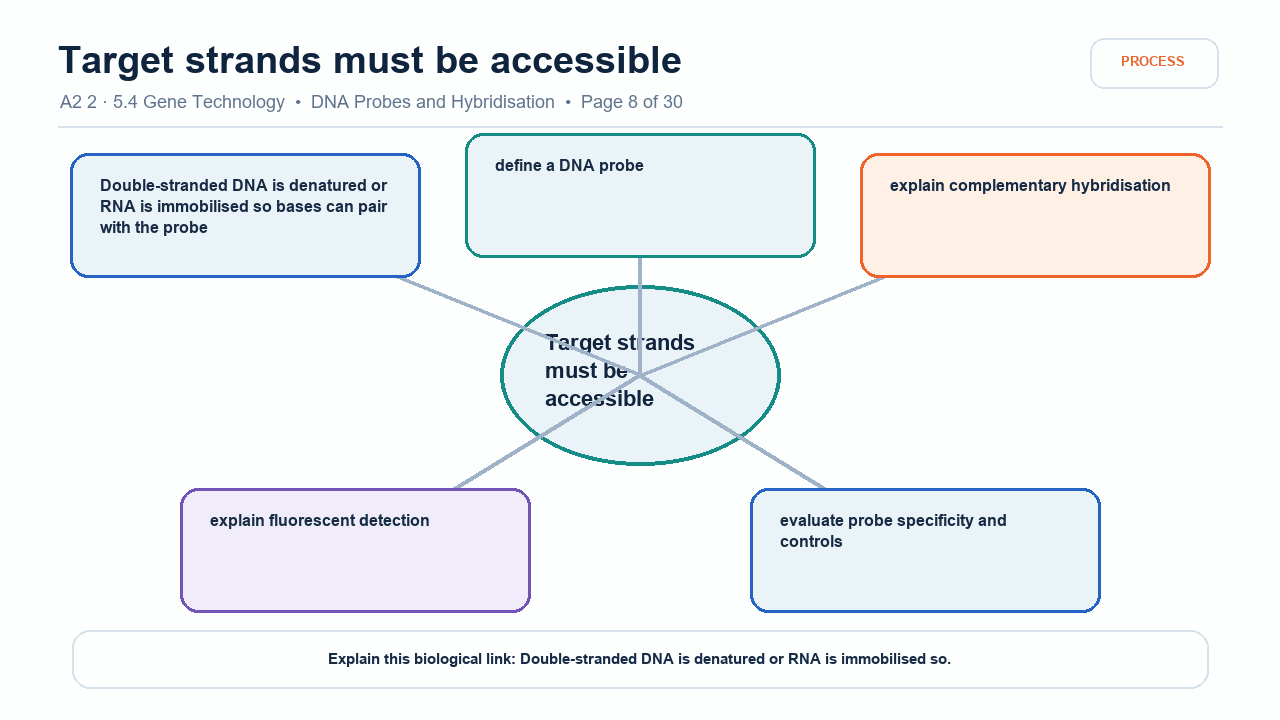 Target strands must be accessible
PROCESS
A2 2 · 5.4 Gene Technology • DNA Probes and Hybridisation • Page 8 of 30
Double-stranded DNA is denatured or
RNA is immobilised so bases can pair
with the probe
define a DNA probe
explain complementary hybridisation
Target strands
must be
accessible
explain fluorescent detection
evaluate probe specificity and
controls
Explain this biological link: Double-stranded DNA is denatured or RNA is immobilised so.